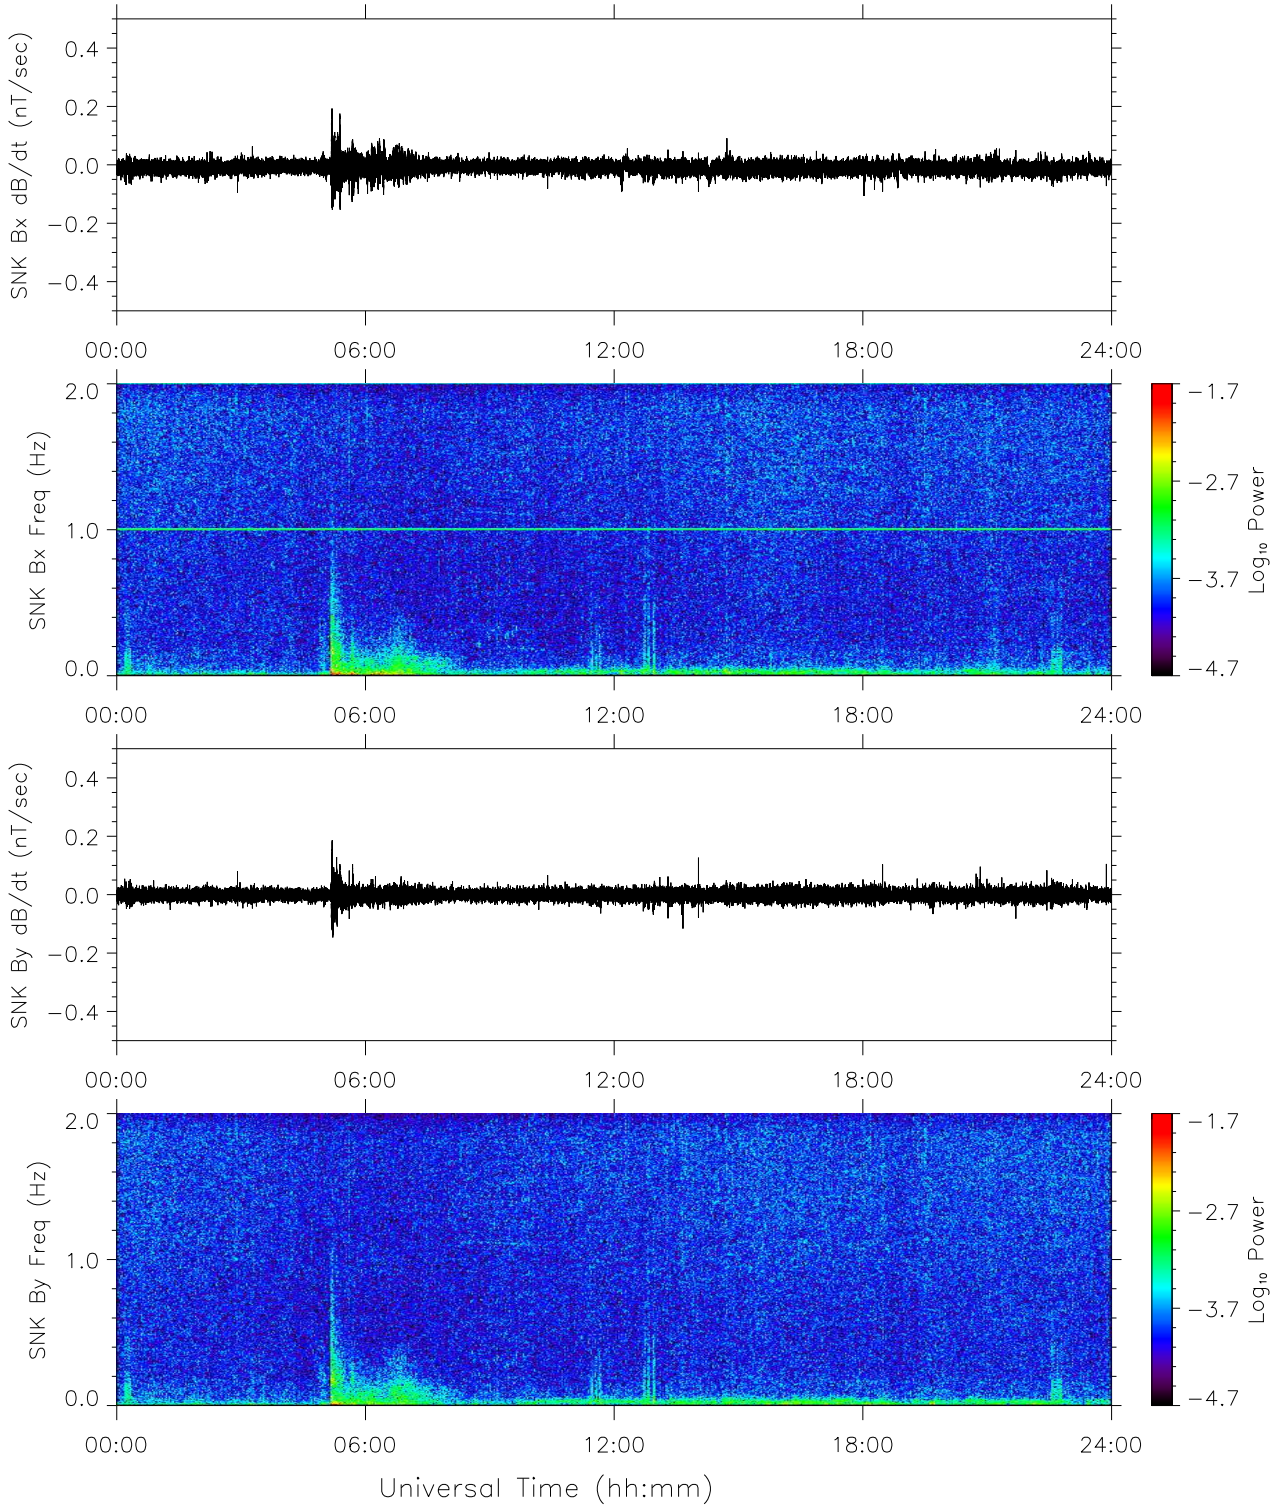 SNK Bx dB/dt (nT/sec)
0.4
0.2
0.0
−0.2
−0.4
00:00 06:00 12:00 18:00 24:00
SNK Bx Freq (Hz)
2.0
1.0
0.0
−1.7
−2.7
−3.7
−4.7
Log₁₀ Power
00:00 06:00 12:00 18:00 24:00
SNK By dB/dt (nT/sec)
0.4
0.2
0.0
−0.2
−0.4
00:00 06:00 12:00 18:00 24:00
SNK By Freq (Hz)
2.0
1.0
0.0
−1.7
−2.7
−3.7
−4.7
Log₁₀ Power
00:00 06:00 12:00 18:00 24:00
Universal Time (hh:mm)